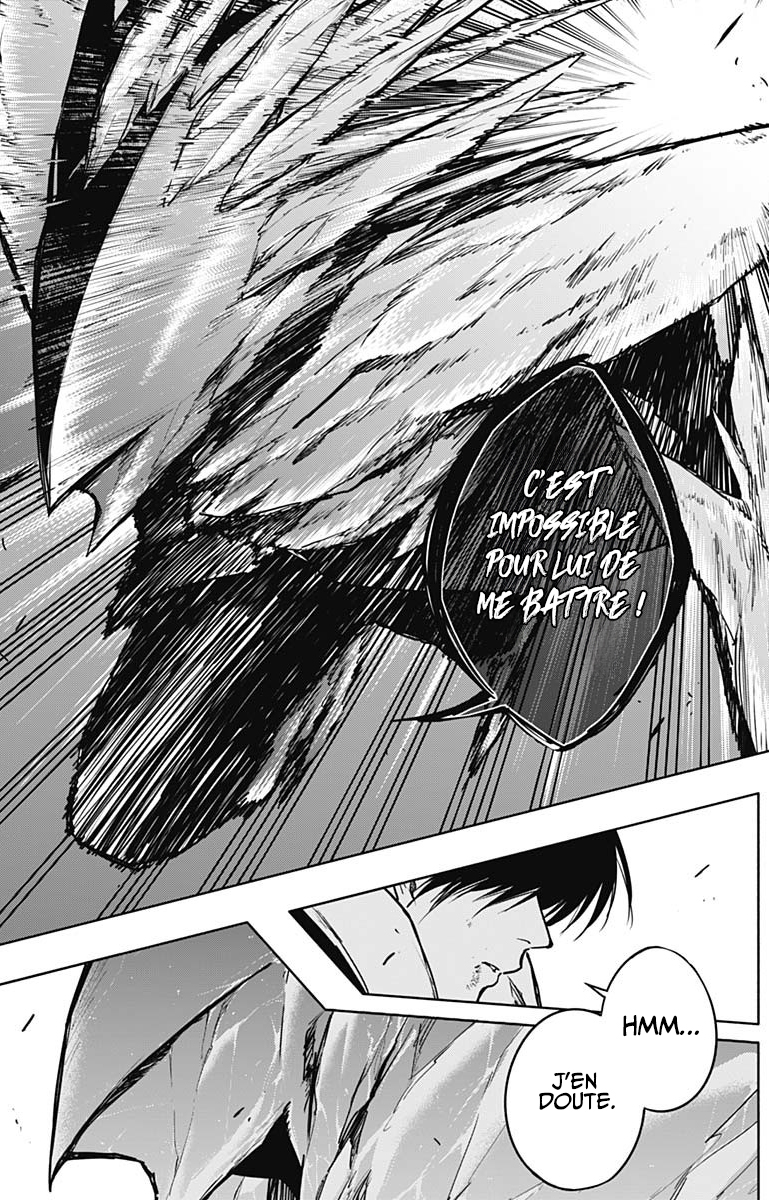 C'EST
IMPOSSIBLE
POUR LUI DE
ME BATTRE !
HMM...
J'EN
DOUTE.